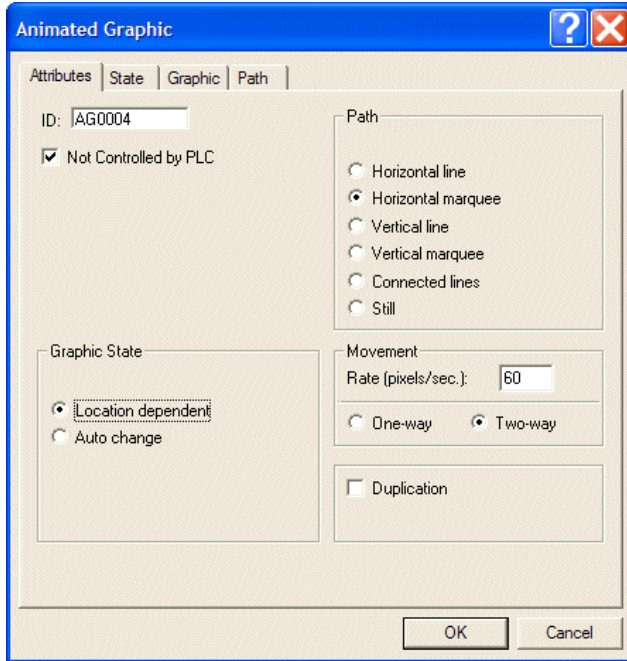 Animated Graphic
Attributes State Graphic Path
ID: AG0004
Not Controlled by PLC
Path
Horizontal line
Horizontal marquee
Vertical line
Vertical marquee
Connected lines
Still
Graphic State
Location dependent
Auto change
Movement
Rate (pixels/sec.): 60
One-way Two-way
Duplication
OK Cancel